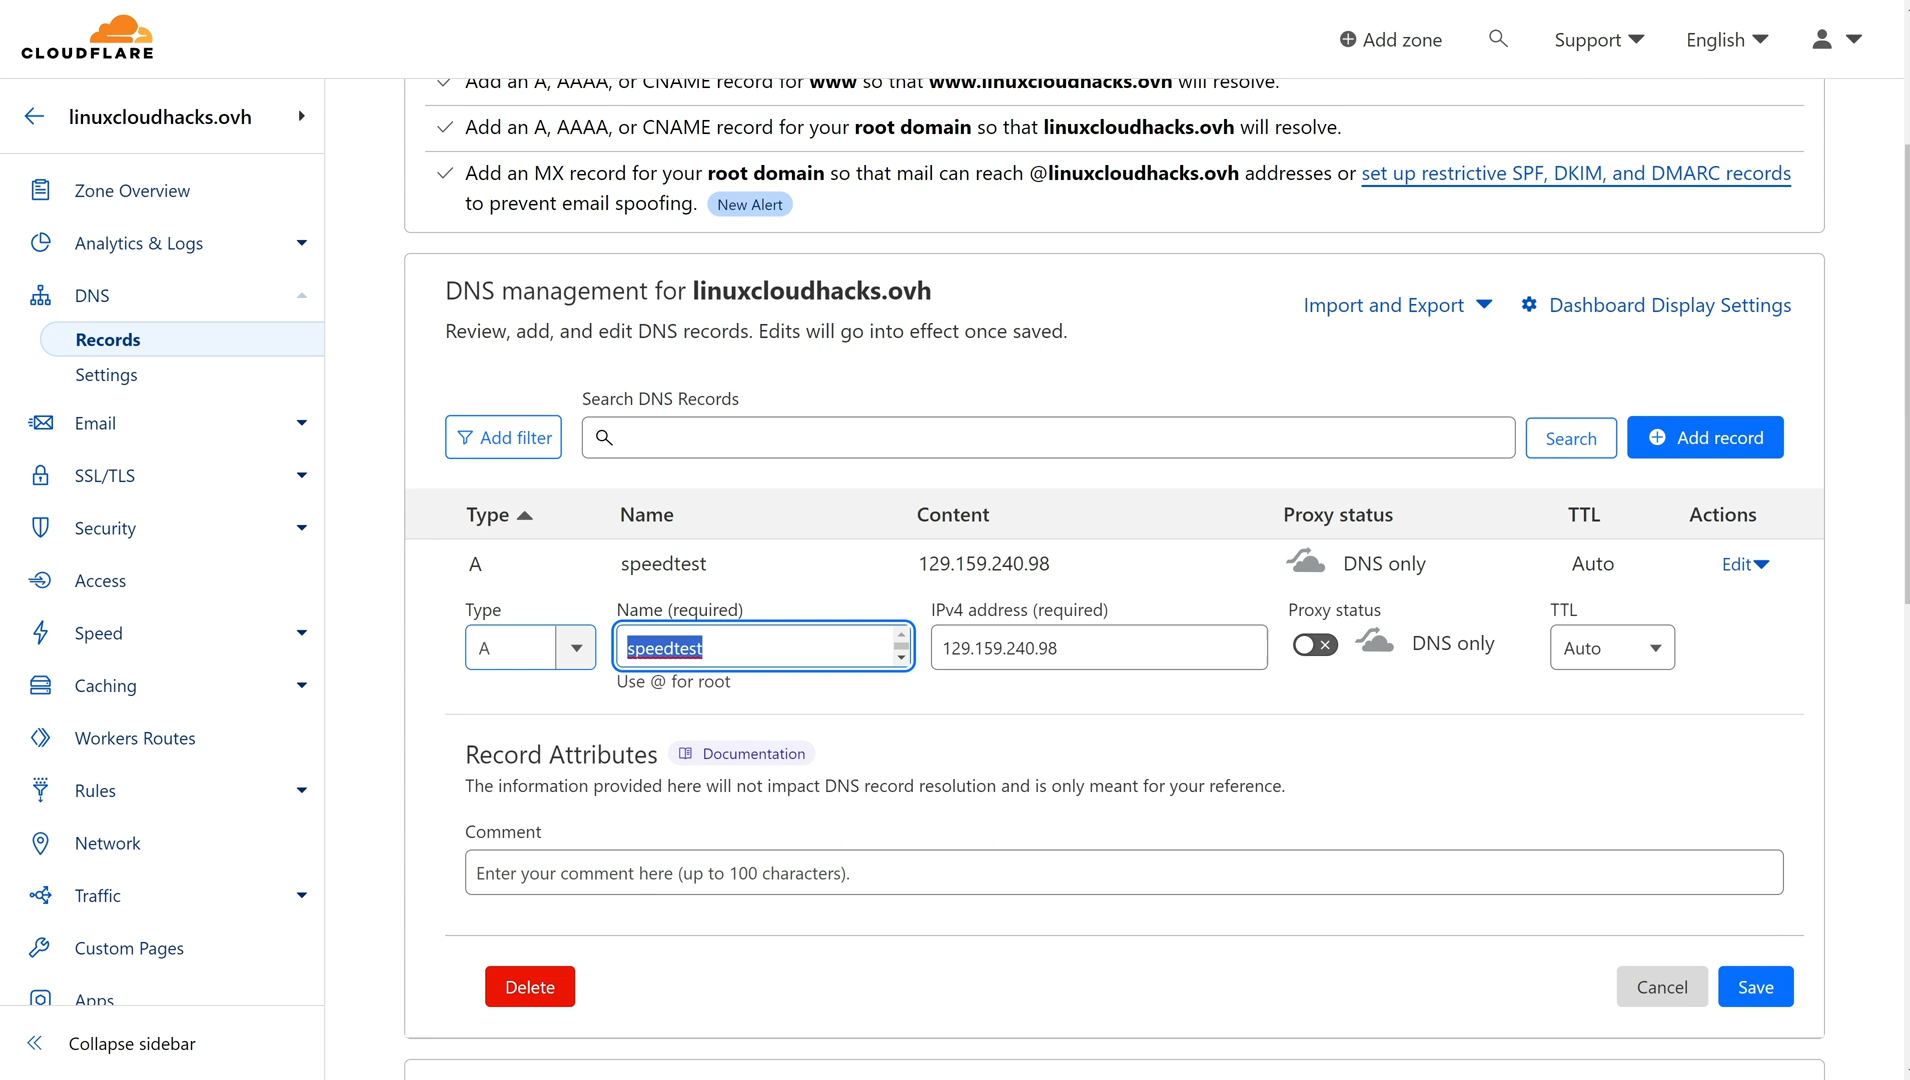 CLOUDFLARE
Add zone
Support
English
linuxcloudhacks.ovh
Zone Overview
Analytics & Logs
DNS
Records
Settings
Email
SSL/TLS
Security
Access
Speed
Caching
Workers Routes
Rules
Network
Traffic
Custom Pages
Apps
Collapse sidebar
Add an A, AAAA, or CNAME record for www so that www.linuxcloudhacks.ovh will resolve.
Add an A, AAAA, or CNAME record for your root domain so that linuxcloudhacks.ovh will resolve.
Add an MX record for your root domain so that mail can reach @linuxcloudhacks.ovh addresses or set up restrictive SPF, DKIM, and DMARC records
to prevent email spoofing. New Alert
DNS management for linuxcloudhacks.ovh
Review, add, and edit DNS records. Edits will go into effect once saved.
Import and Export
Dashboard Display Settings
Search DNS Records
Add filter
Search
Add record
Type Name Content Proxy status TTL Actions
A speedtest 129.159.240.98 DNS only Auto Edit
Type Name (required) IPv4 address (required) Proxy status TTL
A speedtest 129.159.240.98 DNS only Auto
Use @ for root
Record Attributes Documentation
The information provided here will not impact DNS record resolution and is only meant for your reference.
Comment
Enter your comment here (up to 100 characters).
Delete
Cancel
Save